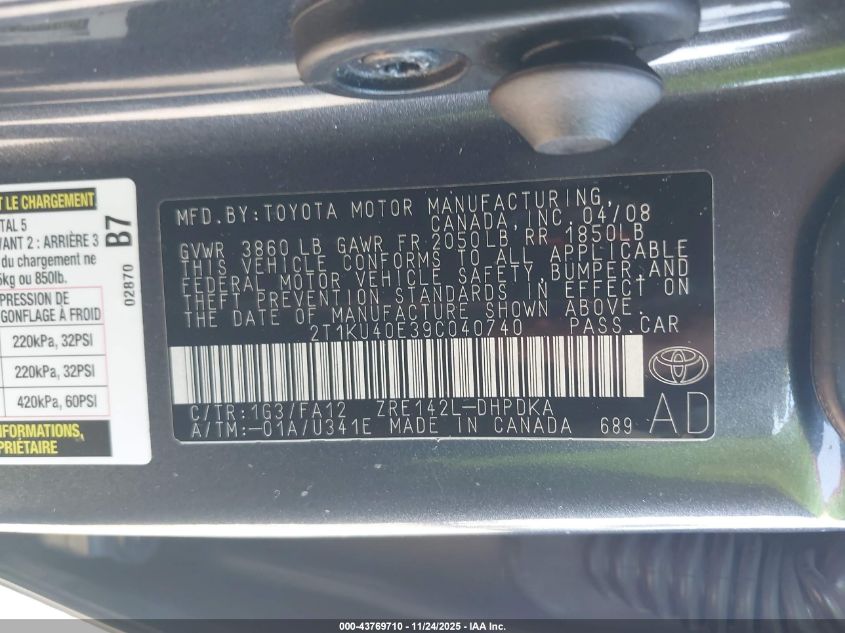 T LE CHARGEMENT
TAL 5
VANT 2 : ARRIÈRE 3
du chargement ne
5kg ou 850lb.
PRESSION DE
GONFLAGE À FROID
220kPa, 32PSI
220kPa, 32PSI
420kPa, 60PSI
INFORMATIONS,
PRIÉTAIRE
B7
02870
MFD.BY:TOYOTA MOTOR MANUFACTURING,
CANADA, INC. 04/08
GVWR 3860 LB GAWR FR 2050LB RR 1850LB
THIS VEHICLE CONFORMS TO ALL APPLICABLE
FEDERAL MOTOR VEHICLE SAFETY, BUMPER, AND
THEFT PREVENTION STANDARDS IN EFFECT ON
THE DATE OF MANUFACTURE SHOWN ABOVE.
2T1KU40E39C040740 PASS.CAR
C/TR:1G3/FA12 ZRE142L-DHPDKA
A/TM:-01A/U341E MADE IN CANADA 689
AD
000-43769710 - 11/24/2025 - IAA Inc.